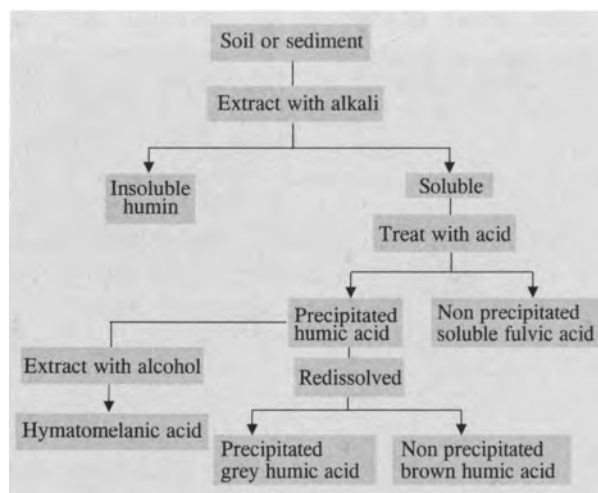 Soil or sediment
Extract with alkali
Insoluble
humin
Soluble
Treat with acid
Precipitated
humic acid
Non precipitated
soluble fulvic acid
Extract with alcohol
Redissolved
Hymatomelanic acid
Precipitated
grey humic acid
Non precipitated
brown humic acid